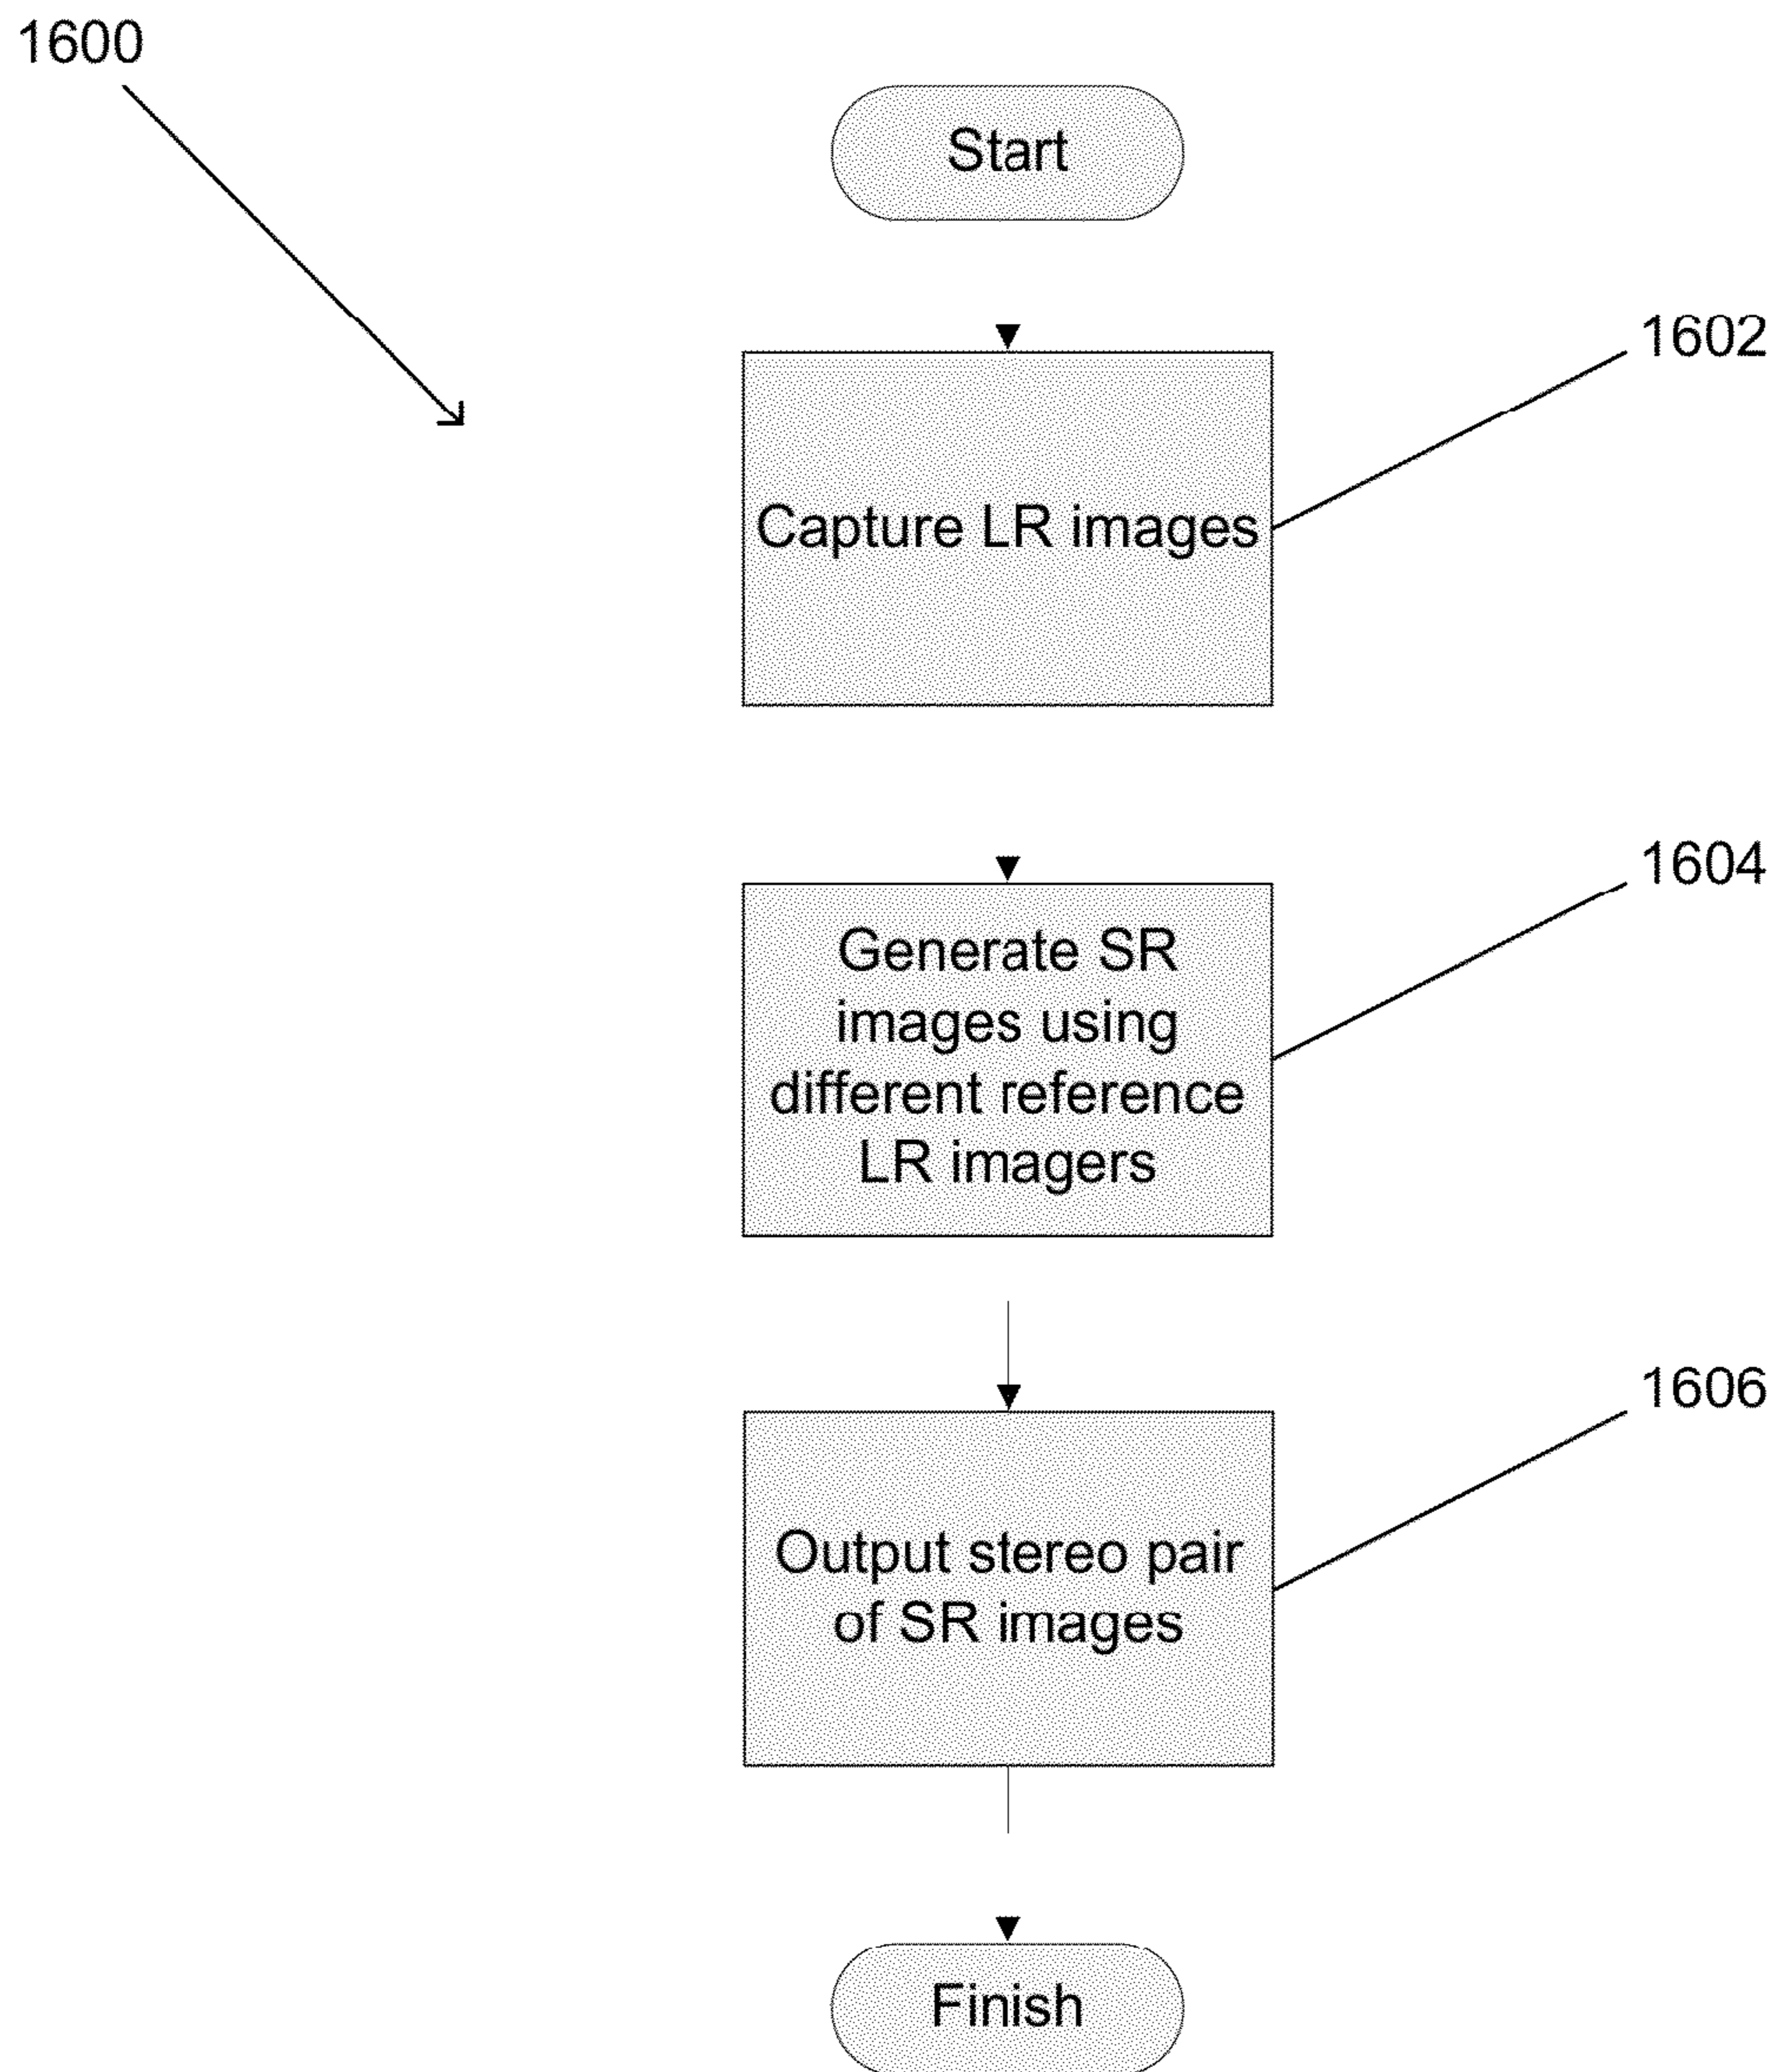 1600
Start
1602
Capture LR images
1604
Generate SR
images using
different reference
LR imagers
1606
Output stereo pair
of SR images
Finish